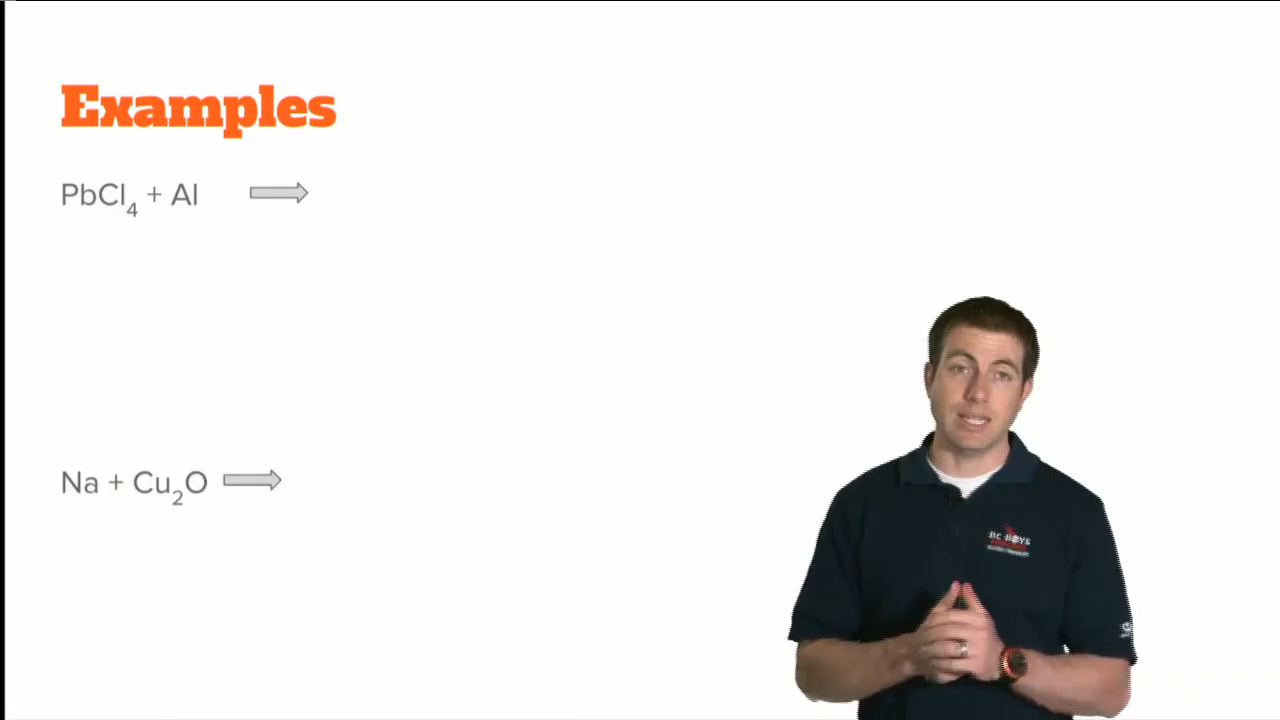 Examples
PbCl₄ + Al
Na + Cu₂O